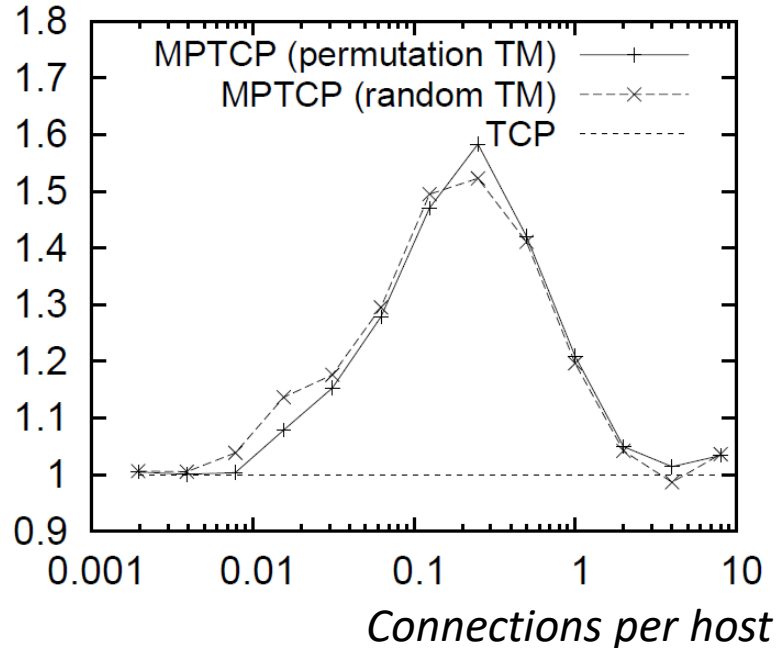 1.8
1.7
1.6
1.5
1.4
1.3
1.2
1.1
1
0.9
MPTCP (permutation TM)
MPTCP (random TM)
TCP
0.001 0.01 0.1 1 10
Connections per host